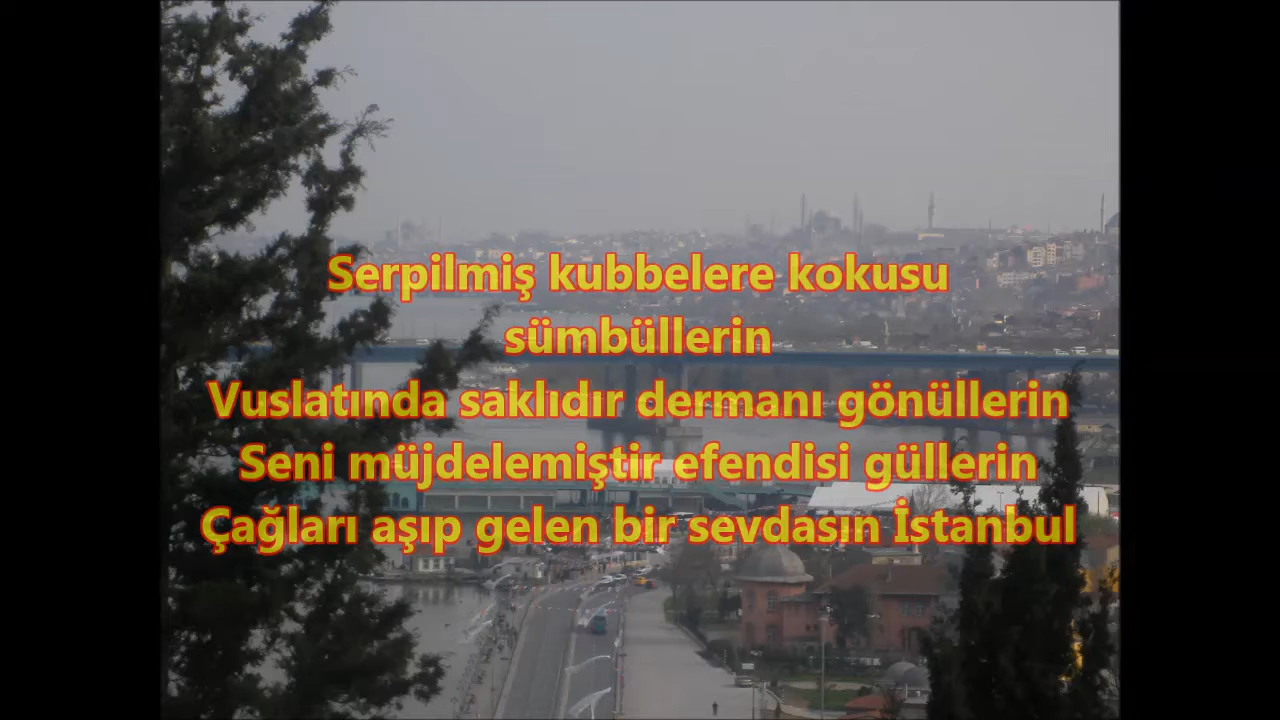 Serpilmiş kubbelere kokusu
sümbüllerin
Vuslatında saklıdır dermanı gönüllerin
Seni müjdelemiştir efendisi güllerin
Çağları aşıp gelen bir sevdasın İstanbul